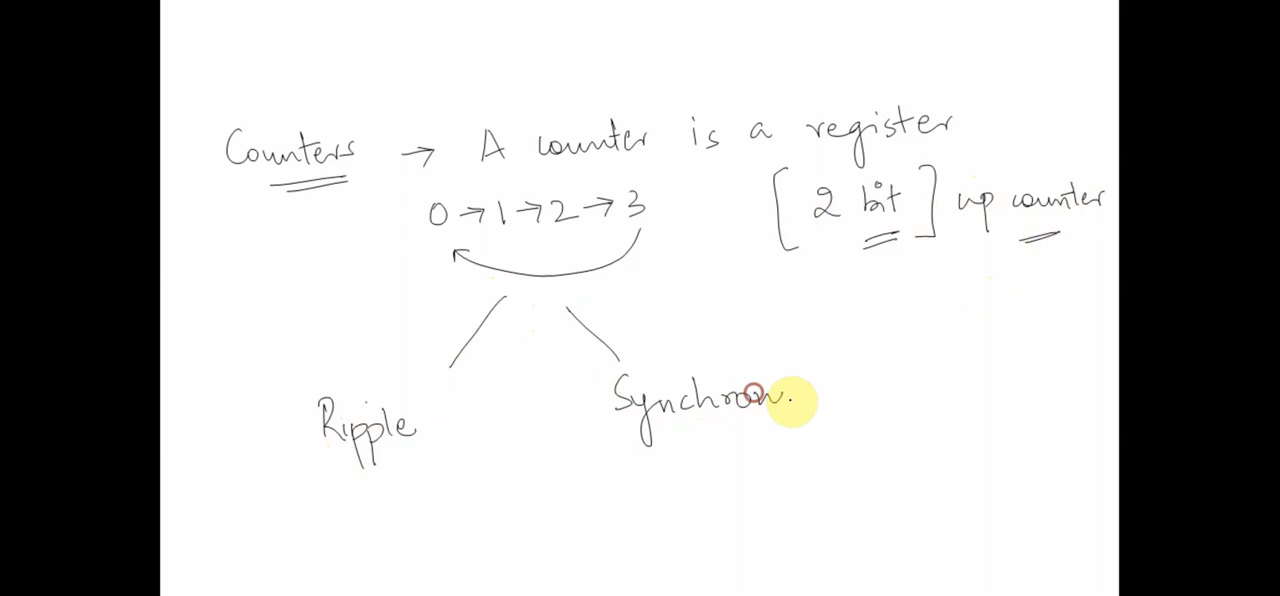 Counters → A counter is a register
0 → 1 → 2 → 3 [2 bit] up counter
Ripple Synchron.